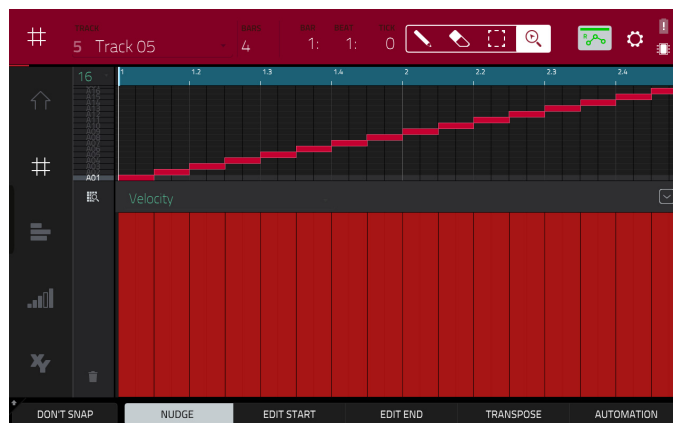 TRACK BARS BAR BEAT TICK
5 Track 05 4 1: 1: 0
16 1 1.2 1.3 1.4 2 2.2 2.3 2.4
A01
Velocity
XY
DON'T SNAP NUDGE EDIT START EDIT END TRANSPOSE AUTOMATION